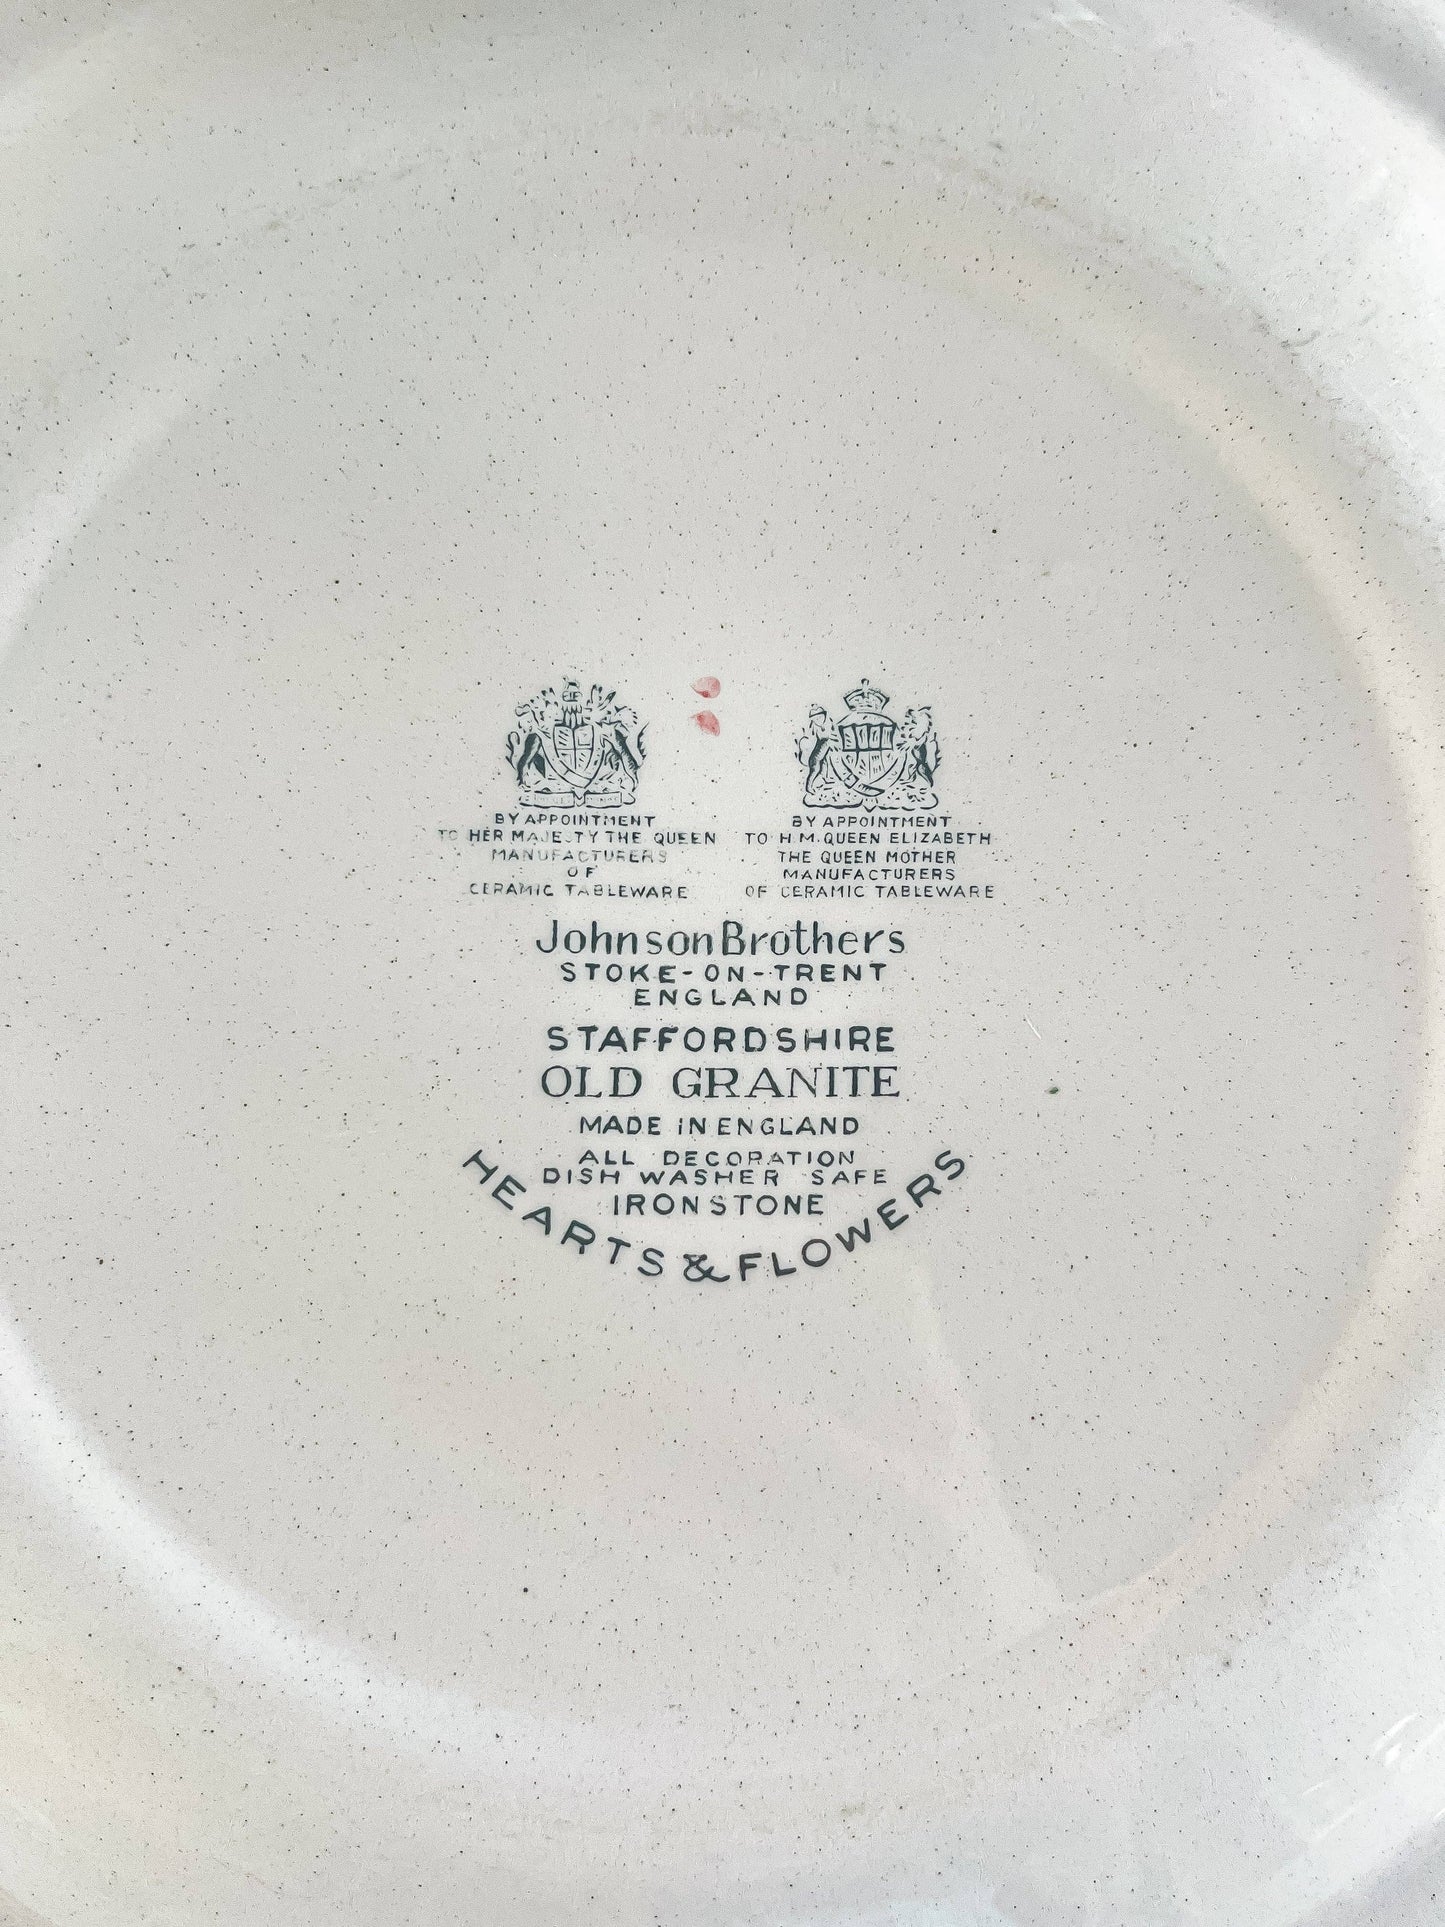 BY APPOINTMENT
TO HER MAJESTY THE QUEEN
MANUFACTURERS
OF
CERAMIC TABLEWARE
BY APPOINTMENT
TO H.M. QUEEN ELIZABETH
THE QUEEN MOTHER
MANUFACTURERS
OF CERAMIC TABLEWARE
Johnson Brothers
STOKE-ON-TRENT
ENGLAND
STAFFORDSHIRE
OLD GRANITE
MADE IN ENGLAND
ALL DECORATION
DISH WASHER SAFE
IRONSTONE
HEARTS & FLOWERS